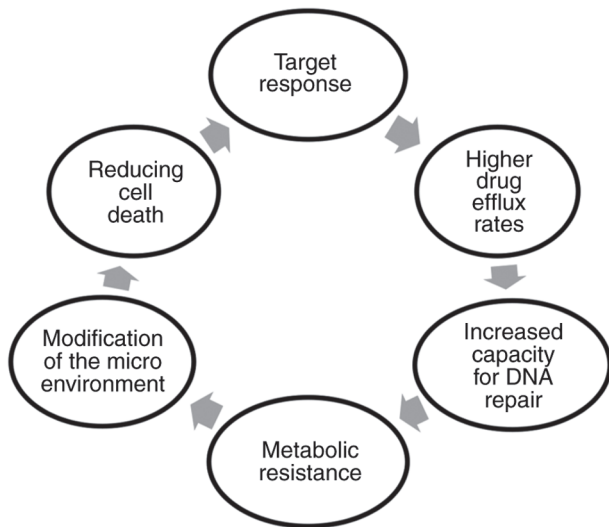 Target
response
Higher
drug
efflux
rates
Increased
capacity
for DNA
repair
Metabolic
resistance
Modification
of the micro
environment
Reducing
cell
death